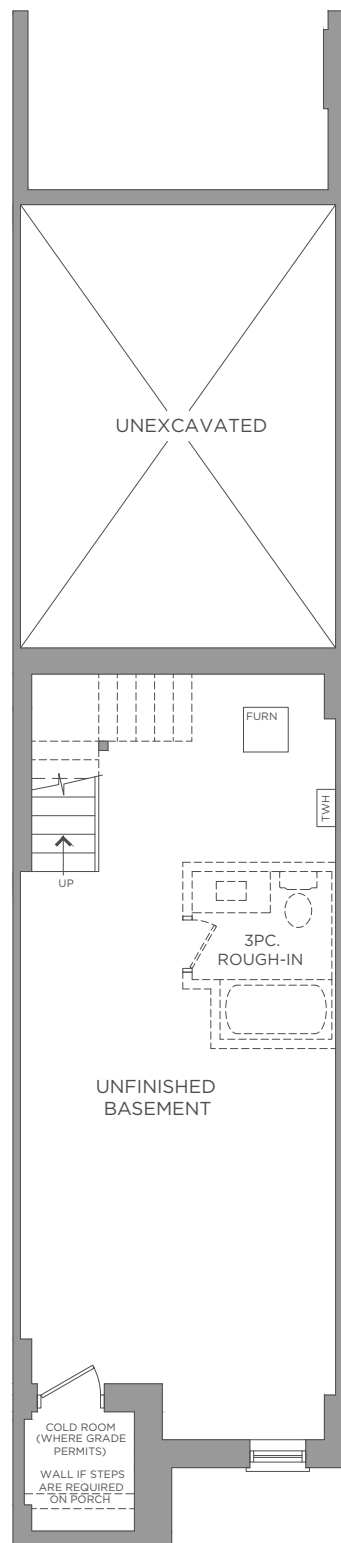 UNEXCAVATED
FURN
TWH
UP
3PC.
ROUGH-IN
UNFINISHED
BASEMENT
COLD ROOM
(WHERE GRADE
PERMITS)
WALL IF STEPS
ARE REQUIRED
ON PORCH